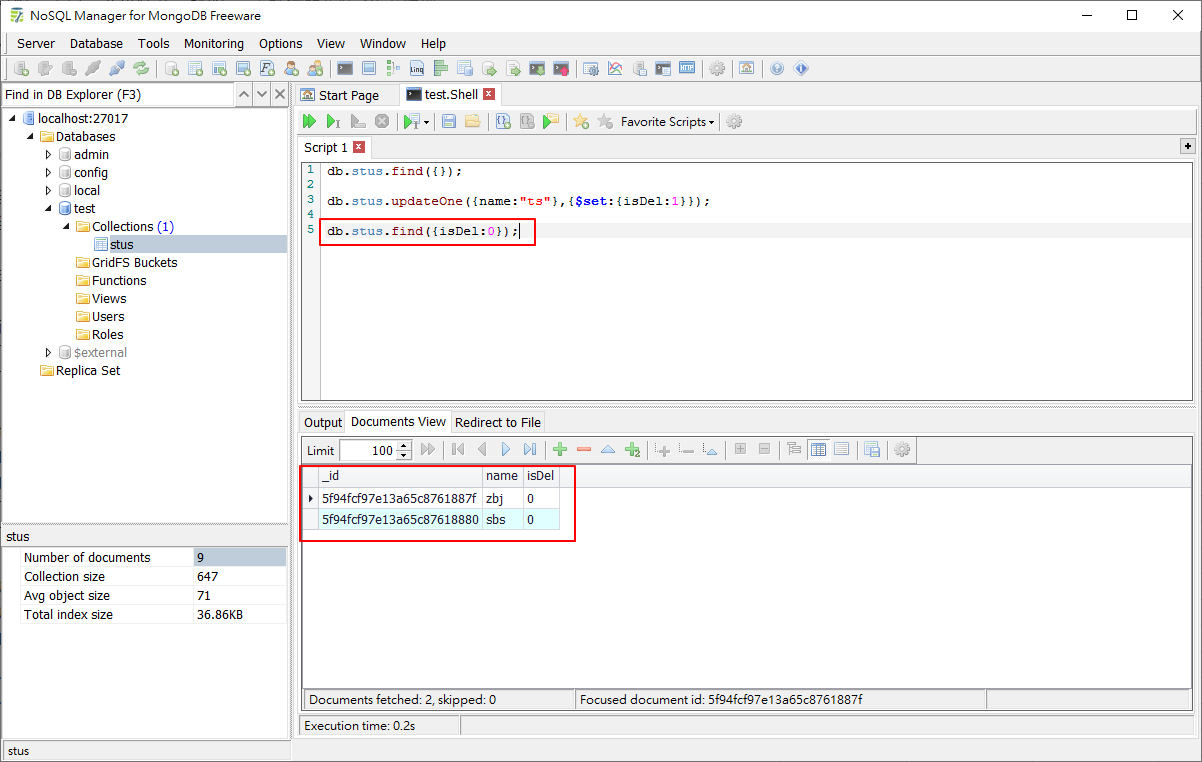 NoSQL Manager for MongoDB Freeware
Server Database Tools Monitoring Options View Window Help
Find in DB Explorer (F3)
localhost:27017
Databases
admin
config
local
test
Collections (1)
stus
GridFS Buckets
Functions
Views
Users
Roles
$external
Replica Set
stus
Number of documents 9
Collection size 647
Avg object size 71
Total index size 36.86KB
stus
Start Page test.Shell
Favorite Scripts
Script 1
1 db.stus.find({});
2
3 db.stus.updateOne({name:"ts"},{$set:{isDel:1}});
4
5 db.stus.find({isDel:0});
Output Documents View Redirect to File
Limit 100
_id name isDel
5f94fcf97e13a65c8761887f zbj 0
5f94fcf97e13a65c87618880 sbs 0
Documents fetched: 2, skipped: 0 Focused document id: 5f94fcf97e13a65c8761887f
Execution time: 0.2s